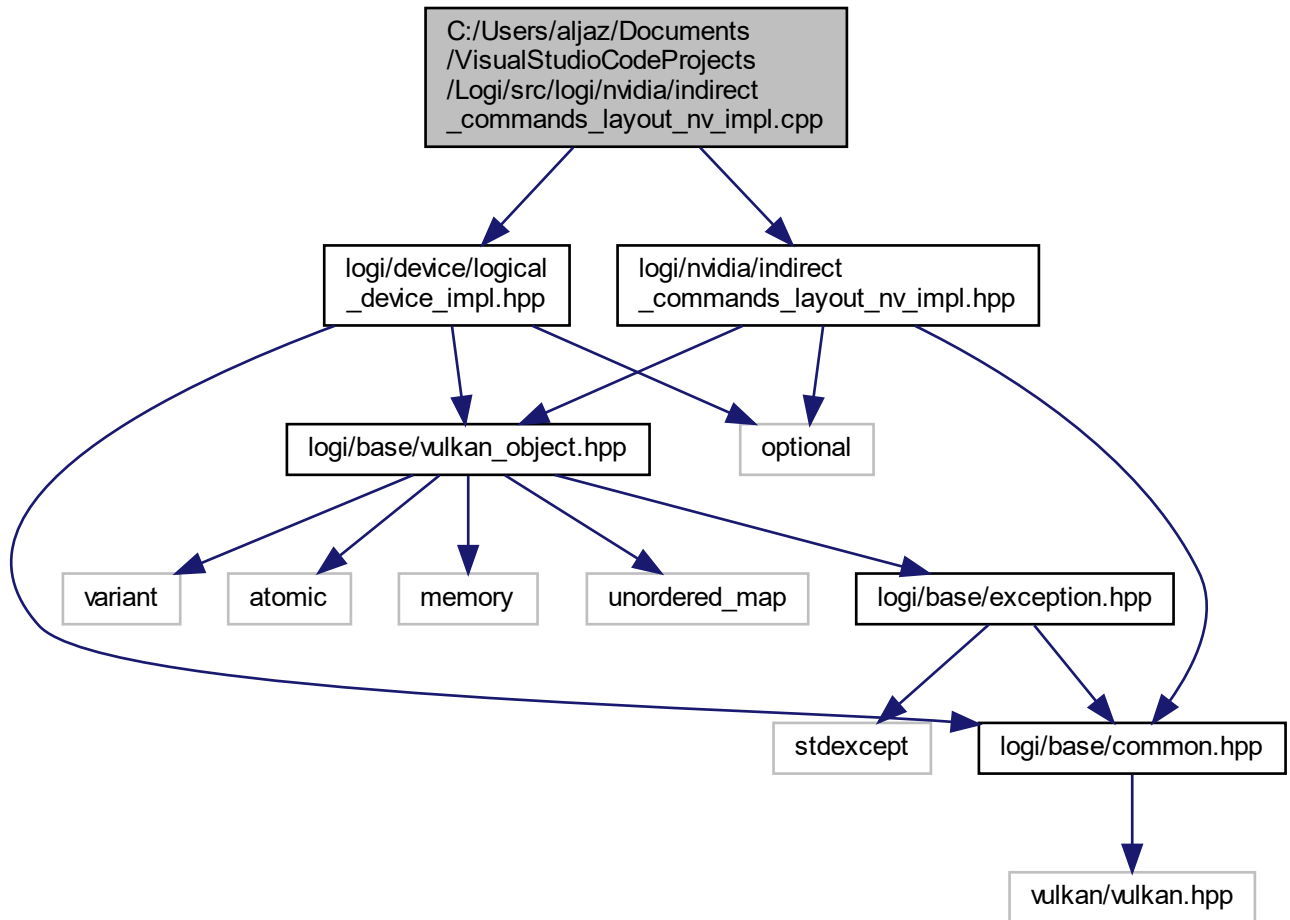 C:/Users/aljaz/Documents
/VisualStudioCodeProjects
/Logi/src/logi/nvidia/indirect
_commands_layout_nv_impl.cpp
logi/device/logical
_device_impl.hpp
logi/nvidia/indirect
_commands_layout_nv_impl.hpp
logi/base/vulkan_object.hpp
optional
variant
atomic
memory
unordered_map
logi/base/exception.hpp
stdexcept
logi/base/common.hpp
vulkan/vulkan.hpp